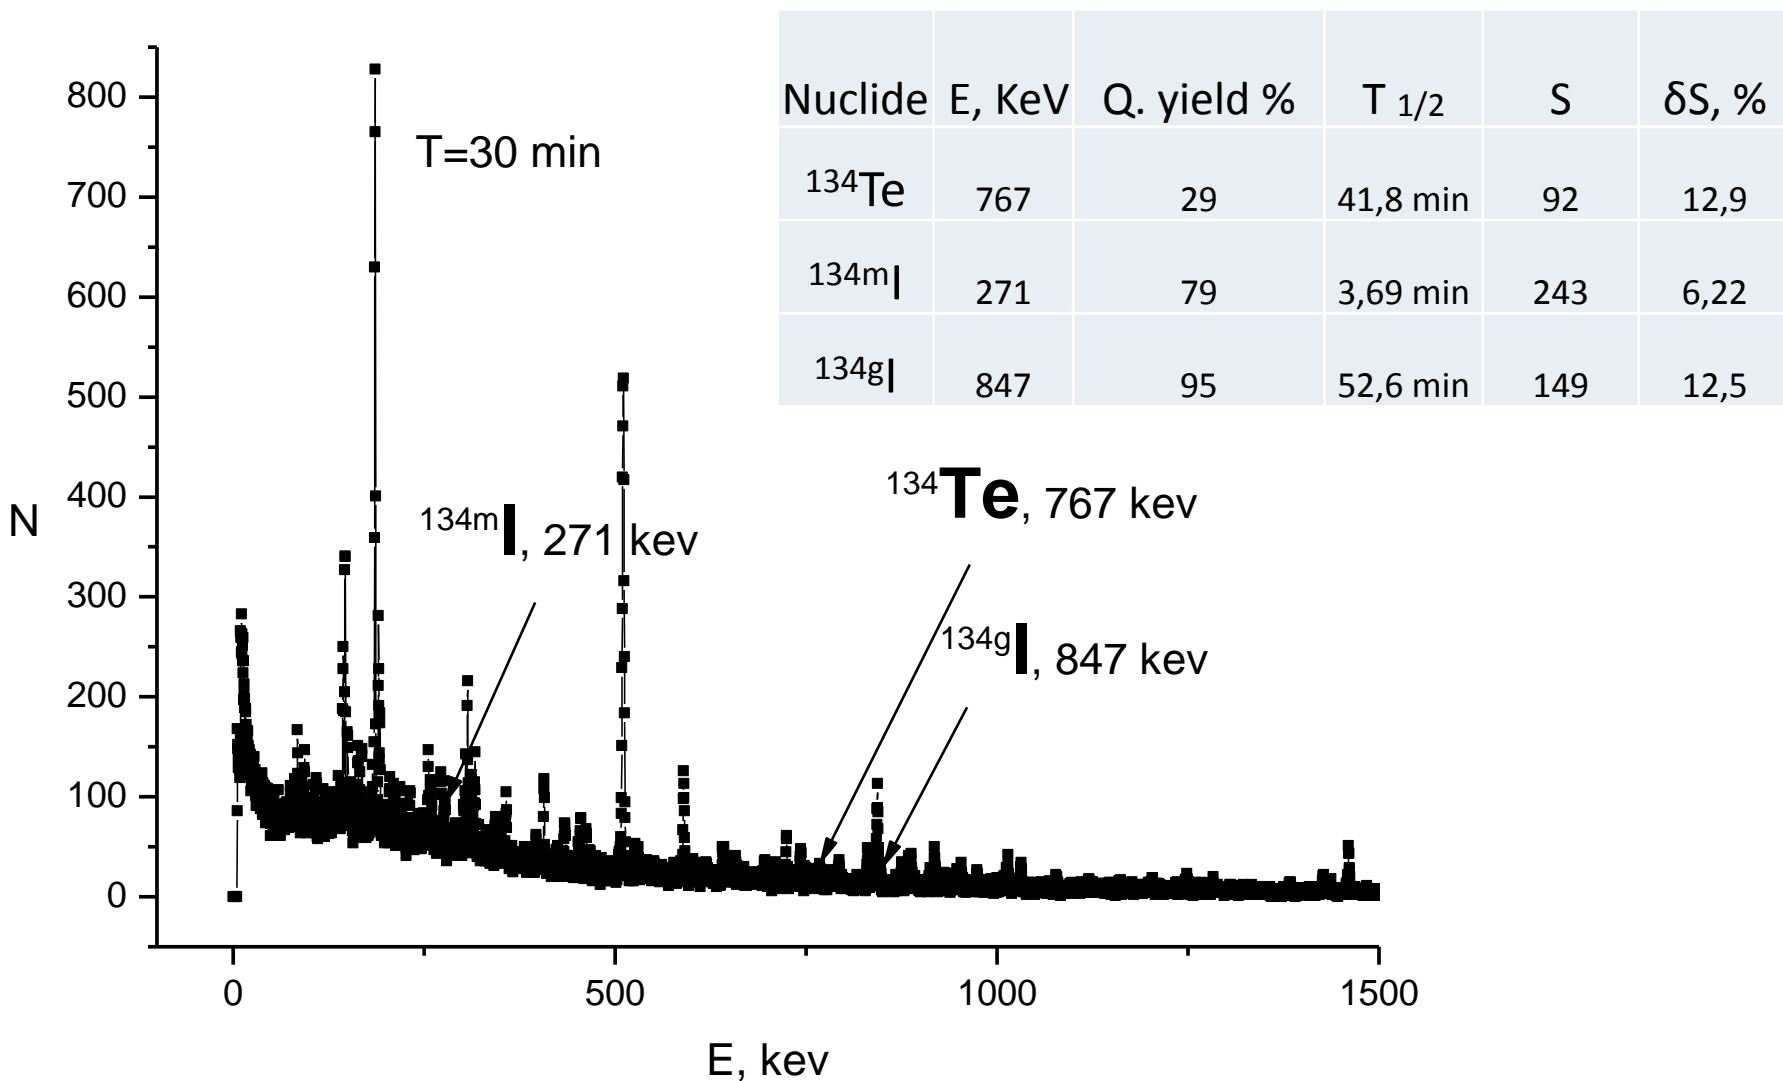 Nuclide E, KeV Q. yield % T 1/2 S δS, %
134Te 767 29 41,8 min 92 12,9
134mI 271 79 3,69 min 243 6,22
134gI 847 95 52,6 min 149 12,5
T=30 min
134mI, 271 kev
134Te, 767 kev
134gI, 847 kev
N
800
700
600
500
400
300
200
100
0
0 500 1000 1500
E, kev